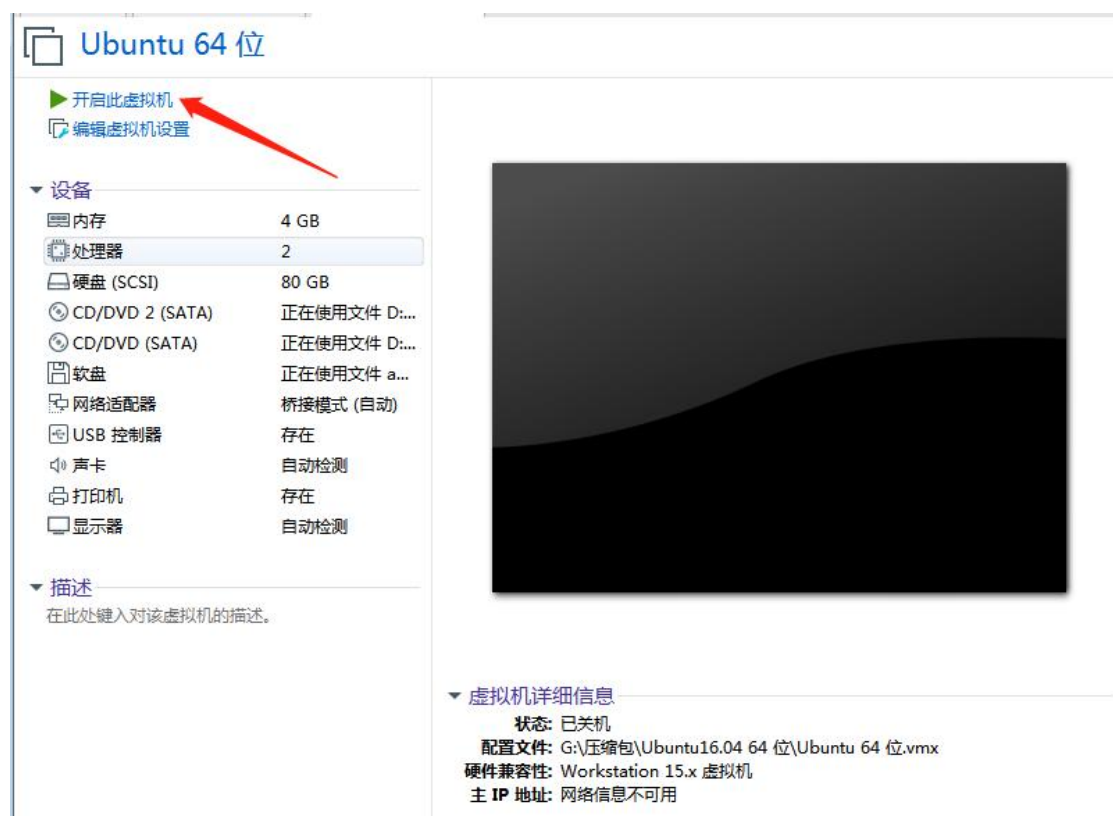 Ubuntu 64 位
开启此虚拟机
编辑虚拟机设置
设备
内存 4 GB
处理器 2
硬盘 (SCSI) 80 GB
CD/DVD 2 (SATA) 正在使用文件 D:...
CD/DVD (SATA) 正在使用文件 D:...
软盘 正在使用文件 a...
网络适配器 桥接模式 (自动)
USB 控制器 存在
声卡 自动检测
打印机 存在
显示器 自动检测
描述
在此处键入对该虚拟机的描述。
虚拟机详细信息
状态: 已关机
配置文件: G:\压缩包\Ubuntu16.04 64 位\Ubuntu 64 位.vmx
硬件兼容性: Workstation 15.x 虚拟机
主 IP 地址: 网络信息不可用